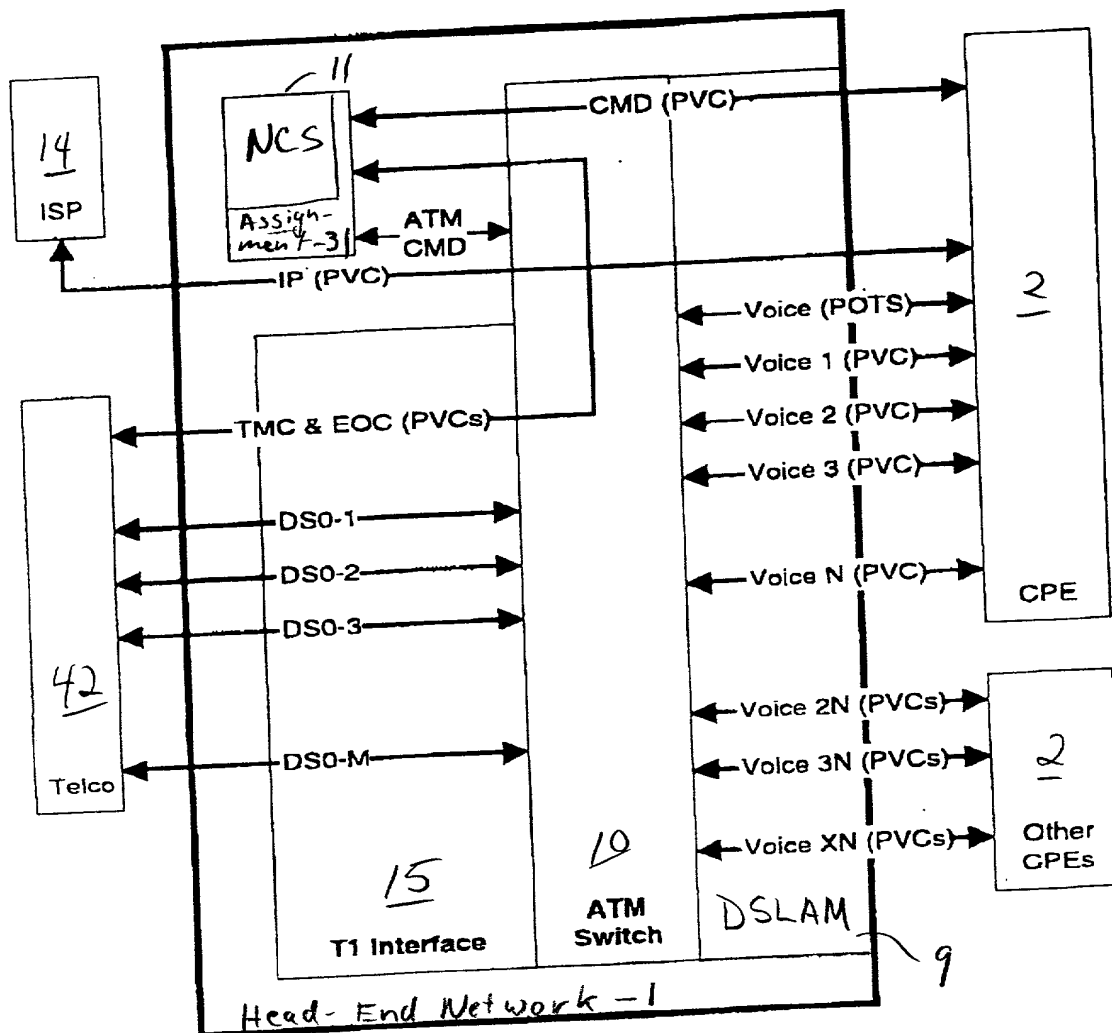 11
14
ISP
NCS
Assign-
ment-31
CMD (PVC)
ATM
CMD
IP (PVC)
2
CPE
Voice (POTS)
Voice 1 (PVC)
Voice 2 (PVC)
Voice 3 (PVC)
Voice N (PVC)
TMC & EOC (PVCs)
DS0-1
DS0-2
DS0-3
DS0-M
42
Telco
Voice 2N (PVCs)
Voice 3N (PVCs)
Voice XN (PVCs)
2
Other
CPEs
15
T1 Interface
10
ATM
Switch
DSLAM
9
Head-End Network-1